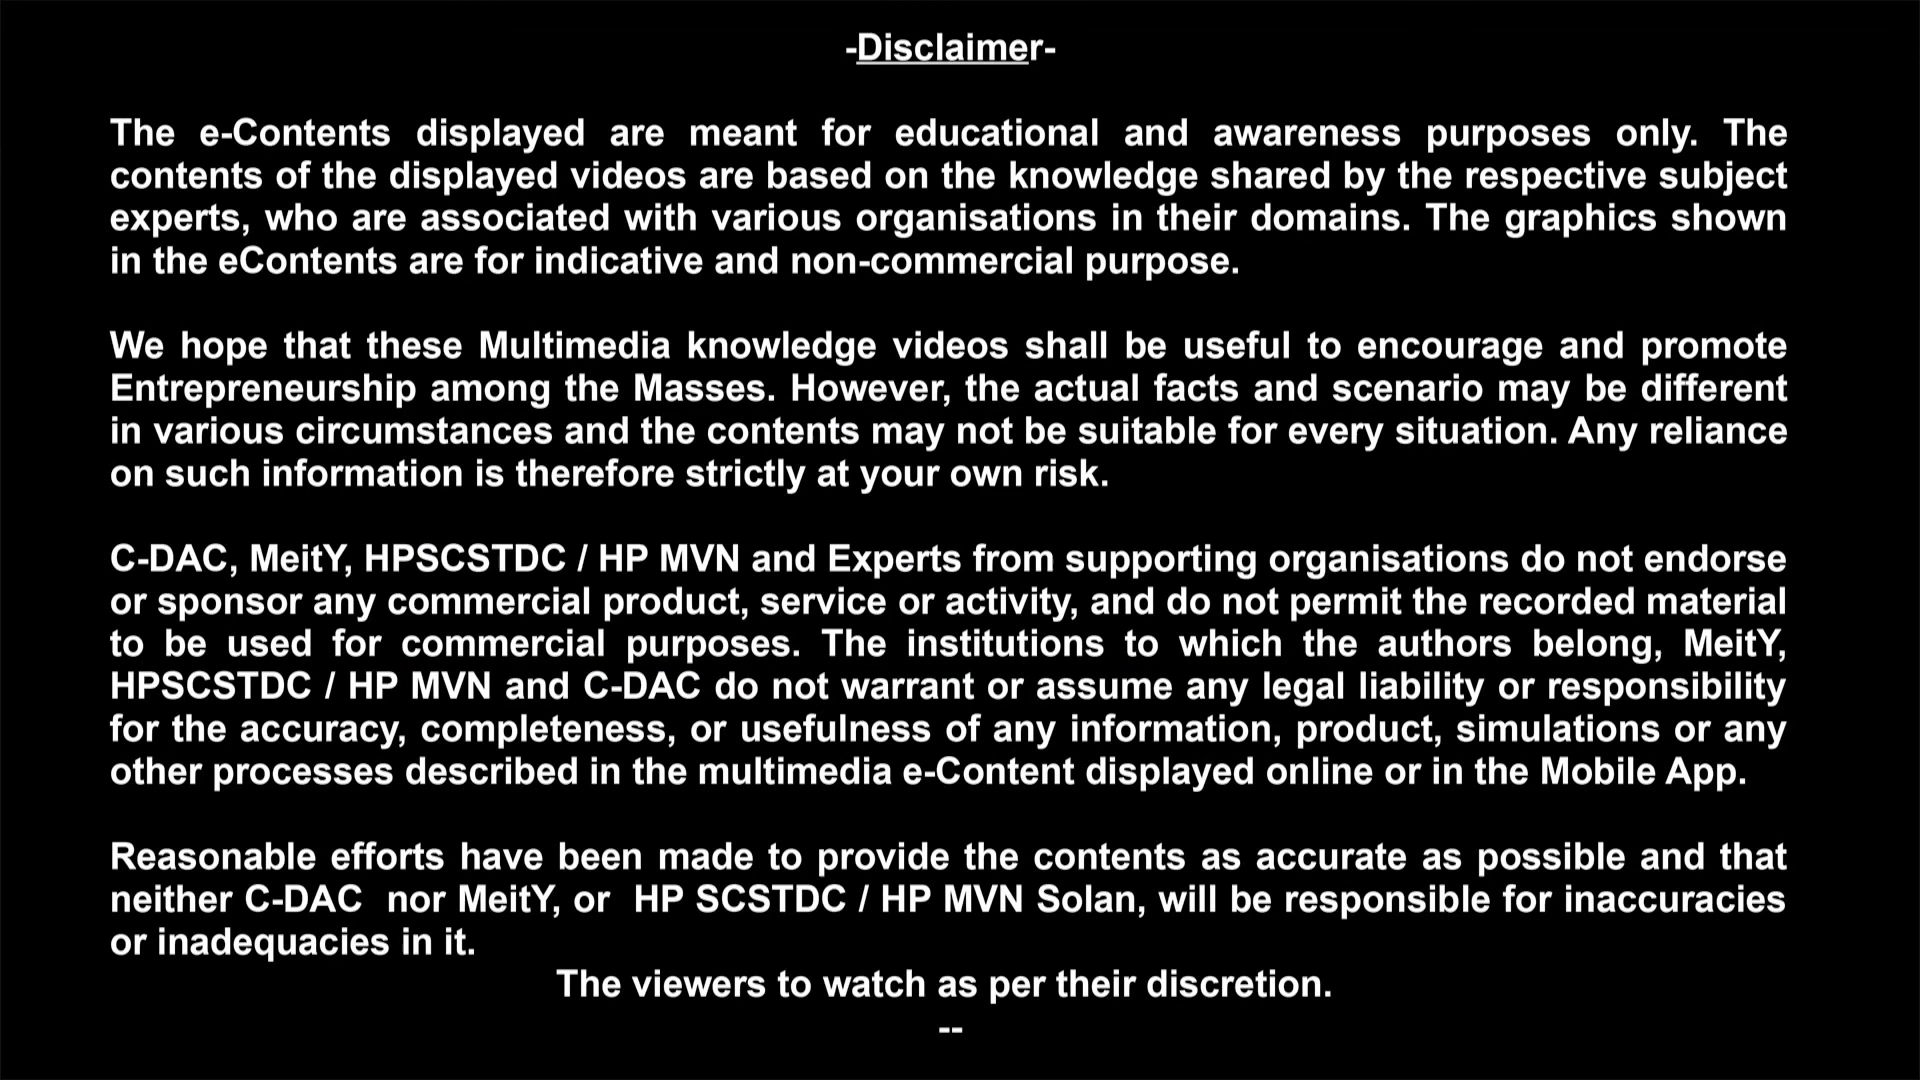 -Disclaimer-
The e-Contents displayed are meant for educational and awareness purposes only. The
contents of the displayed videos are based on the knowledge shared by the respective subject
experts, who are associated with various organisations in their domains. The graphics shown
in the eContents are for indicative and non-commercial purpose.
We hope that these Multimedia knowledge videos shall be useful to encourage and promote
Entrepreneurship among the Masses. However, the actual facts and scenario may be different
in various circumstances and the contents may not be suitable for every situation. Any reliance
on such information is therefore strictly at your own risk.
C-DAC, MeitY, HPSCSTDC / HP MVN and Experts from supporting organisations do not endorse
or sponsor any commercial product, service or activity, and do not permit the recorded material
to be used for commercial purposes. The institutions to which the authors belong, MeitY,
HPSCSTDC / HP MVN and C-DAC do not warrant or assume any legal liability or responsibility
for the accuracy, completeness, or usefulness of any information, product, simulations or any
other processes described in the multimedia e-Content displayed online or in the Mobile App.
Reasonable efforts have been made to provide the contents as accurate as possible and that
neither C-DAC  nor MeitY, or  HP SCSTDC / HP MVN Solan, will be responsible for inaccuracies
or inadequacies in it.
The viewers to watch as per their discretion.
--